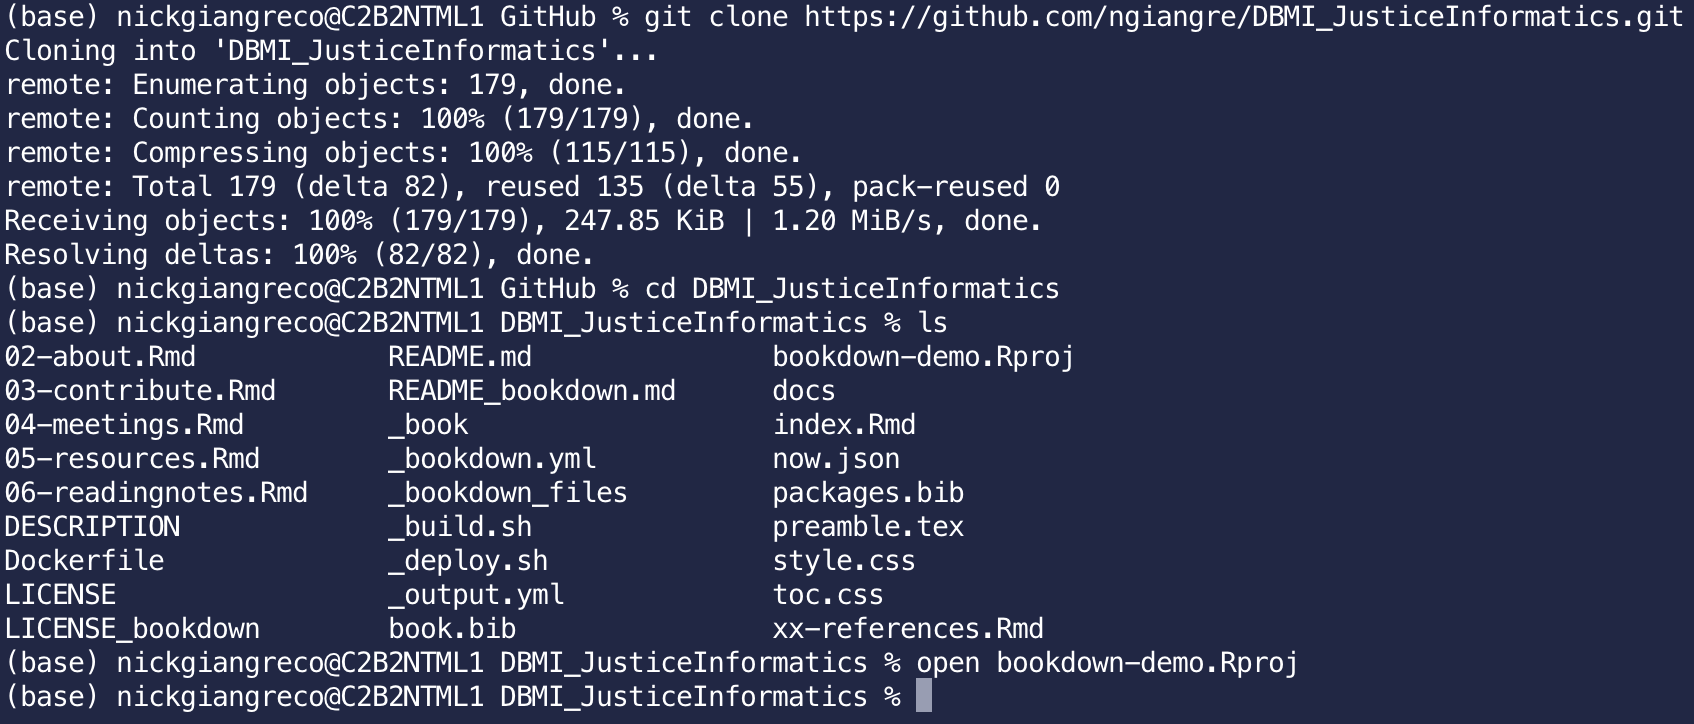 (base) nickgiangreco@C2B2NTML1 GitHub % git clone https://github.com/ngiangre/DBMI_JusticeInformatics.git
Cloning into 'DBMI_JusticeInformatics'...
remote: Enumerating objects: 179, done.
remote: Counting objects: 100% (179/179), done.
remote: Compressing objects: 100% (115/115), done.
remote: Total 179 (delta 82), reused 135 (delta 55), pack-reused 0
Receiving objects: 100% (179/179), 247.85 KiB | 1.20 MiB/s, done.
Resolving deltas: 100% (82/82), done.
(base) nickgiangreco@C2B2NTML1 GitHub % cd DBMI_JusticeInformatics
(base) nickgiangreco@C2B2NTML1 DBMI_JusticeInformatics % ls
02-about.Rmd            README.md               bookdown-demo.Rproj
03-contribute.Rmd       README_bookdown.md      docs
04-meetings.Rmd         _book                   index.Rmd
05-resources.Rmd        _bookdown.yml           now.json
06-readingnotes.Rmd     _bookdown_files         packages.bib
DESCRIPTION             _build.sh               preamble.tex
Dockerfile              _deploy.sh              style.css
LICENSE                 _output.yml             toc.css
LICENSE_bookdown        book.bib                xx-references.Rmd
(base) nickgiangreco@C2B2NTML1 DBMI_JusticeInformatics % open bookdown-demo.Rproj
(base) nickgiangreco@C2B2NTML1 DBMI_JusticeInformatics %